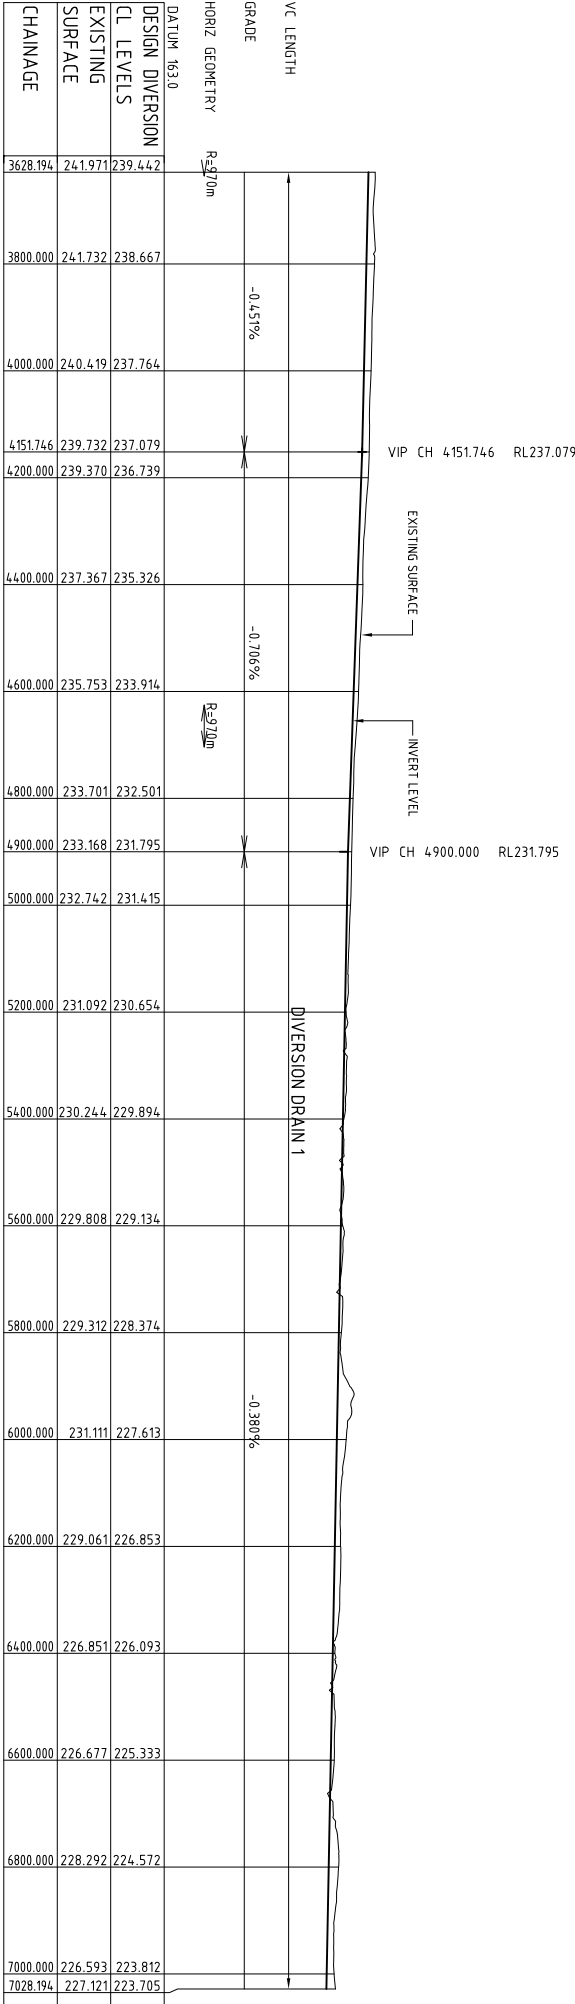 VC LENGTH
GRADE
HORIZ GEOMETRY
DATUM 163.0
DESIGN DIVERSION
CL LEVELS
EXISTING
SURFACE
CHAINAGE
R=970m
3628.194 241.971 239.442
3800.000 241.732 238.667
-0.451%
4000.000 240.419 237.764
4151.746 239.732 237.079
VIP CH 4151.746 RL237.079
4200.000 239.370 236.739
EXISTING SURFACE
4400.000 237.367 235.326
-0.706%
4600.000 235.753 233.914
R=970m
INVERT LEVEL
4800.000 233.701 232.501
4900.000 233.168 231.795
VIP CH 4900.000 RL231.795
5000.000 232.742 231.415
5200.000 231.092 230.654
DIVERSION DRAIN 1
5400.000 230.244 229.894
5600.000 229.808 229.134
5800.000 229.312 228.374
-0.380%
6000.000 231.111 227.613
6200.000 229.061 226.853
6400.000 226.851 226.093
6600.000 226.677 225.333
6800.000 228.292 224.572
7000.000 226.593 223.812
7028.194 227.121 223.705